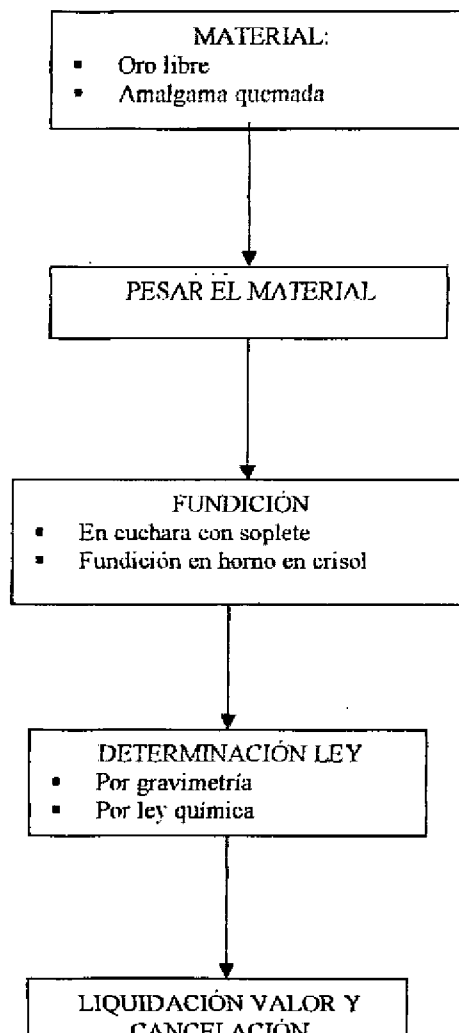 MATERIAL:
▪ Oro libre
• Amalgama quemada
PESAR EL MATERIAL
FUNDICIÓN
▪ En cuchara con soplete
▪ Fundición en horno en crisol
DETERMINACIÓN LEY
• Por gravimetría
▪ Por ley química
LIQUIDACIÓN VALOR Y
CANCELACIÓN